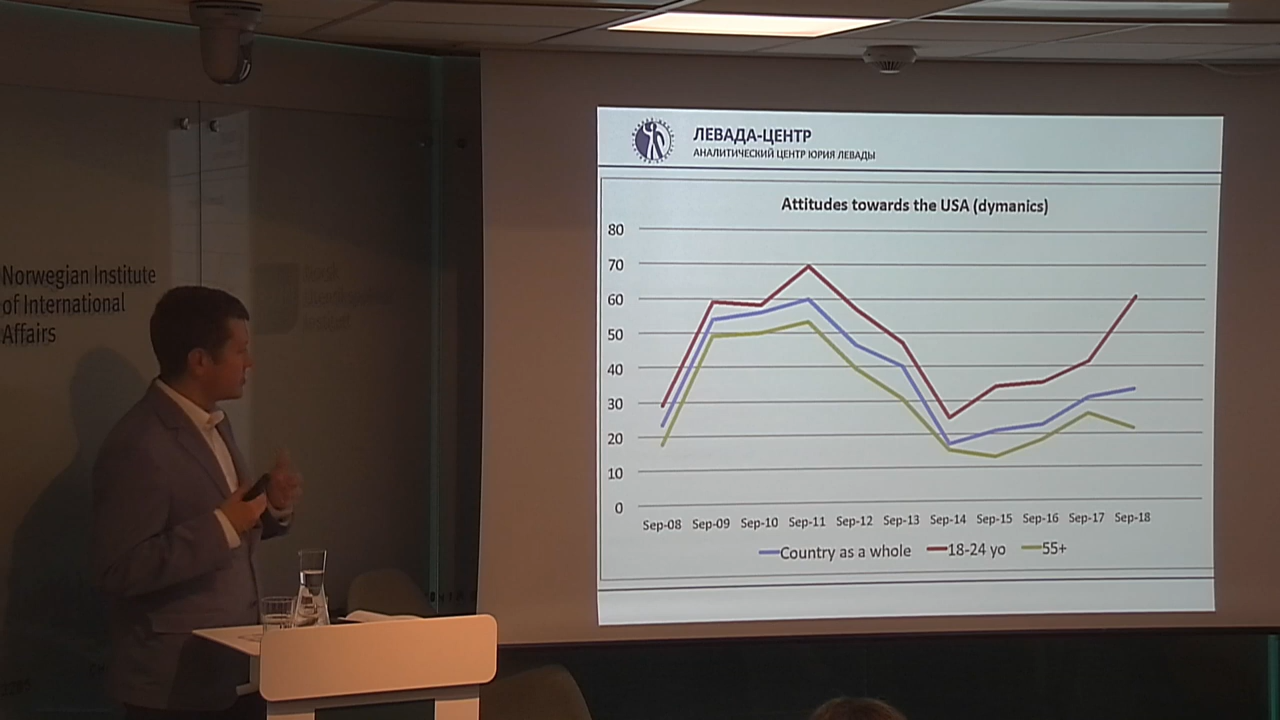 Norwegian Institute
of International
Affairs
ЛЕВАДА-ЦЕНТР
АНАЛИТИЧЕСКИЙ ЦЕНТР ЮРИЯ ЛЕВАДЫ
Attitudes towards the USA (dymanics)
80
70
60
50
40
30
20
10
0
Sep-08 Sep-09 Sep-10 Sep-11 Sep-12 Sep-13 Sep-14 Sep-15 Sep-16 Sep-17 Sep-18
Country as a whole 18-24 yo 55+